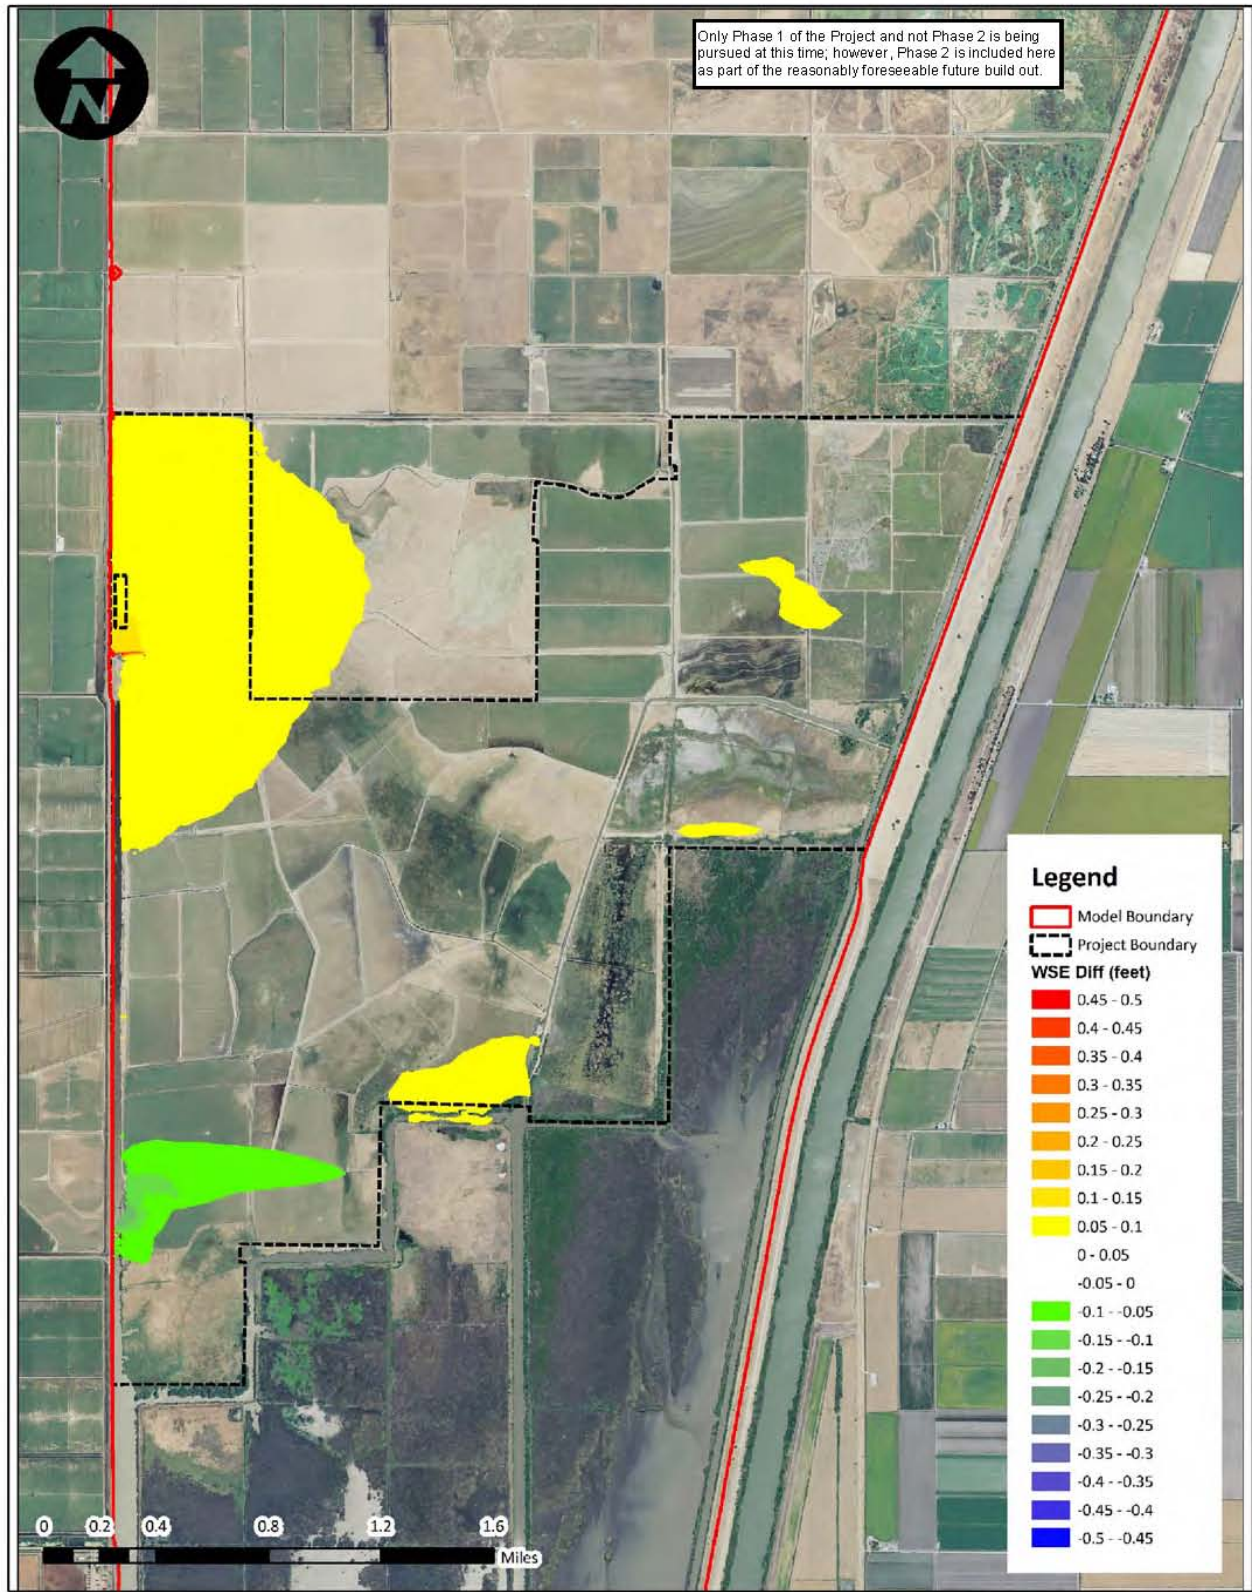 Only Phase 1 of the Project and not Phase 2 is being
pursued at this time; however, Phase 2 is included here
as part of the reasonably foreseeable future build out.
N
Legend
Model Boundary
Project Boundary
WSE Diff (feet)
0.45 - 0.5
0.4 - 0.45
0.35 - 0.4
0.3 - 0.35
0.25 - 0.3
0.2 - 0.25
0.15 - 0.2
0.1 - 0.15
0.05 - 0.1
0 - 0.05
-0.05 - 0
-0.1 - -0.05
-0.15 - -0.1
-0.2 - -0.15
-0.25 - -0.2
-0.3 - -0.25
-0.35 - -0.3
-0.4 - -0.35
-0.45 - -0.4
-0.5 - -0.45
0 0.2 0.4 0.8 1.2 1.6
Miles